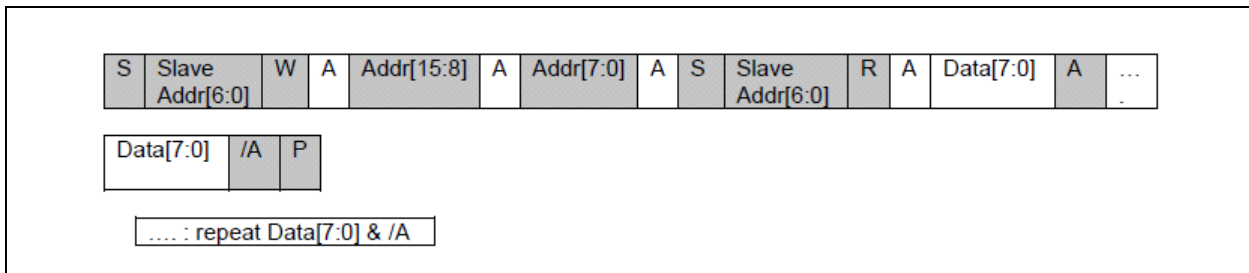 S Slave Addr[6:0] W A Addr[15:8] A Addr[7:0] A S Slave Addr[6:0] R A Data[7:0] A ... .
Data[7:0] /A P
.... : repeat Data[7:0] & /A